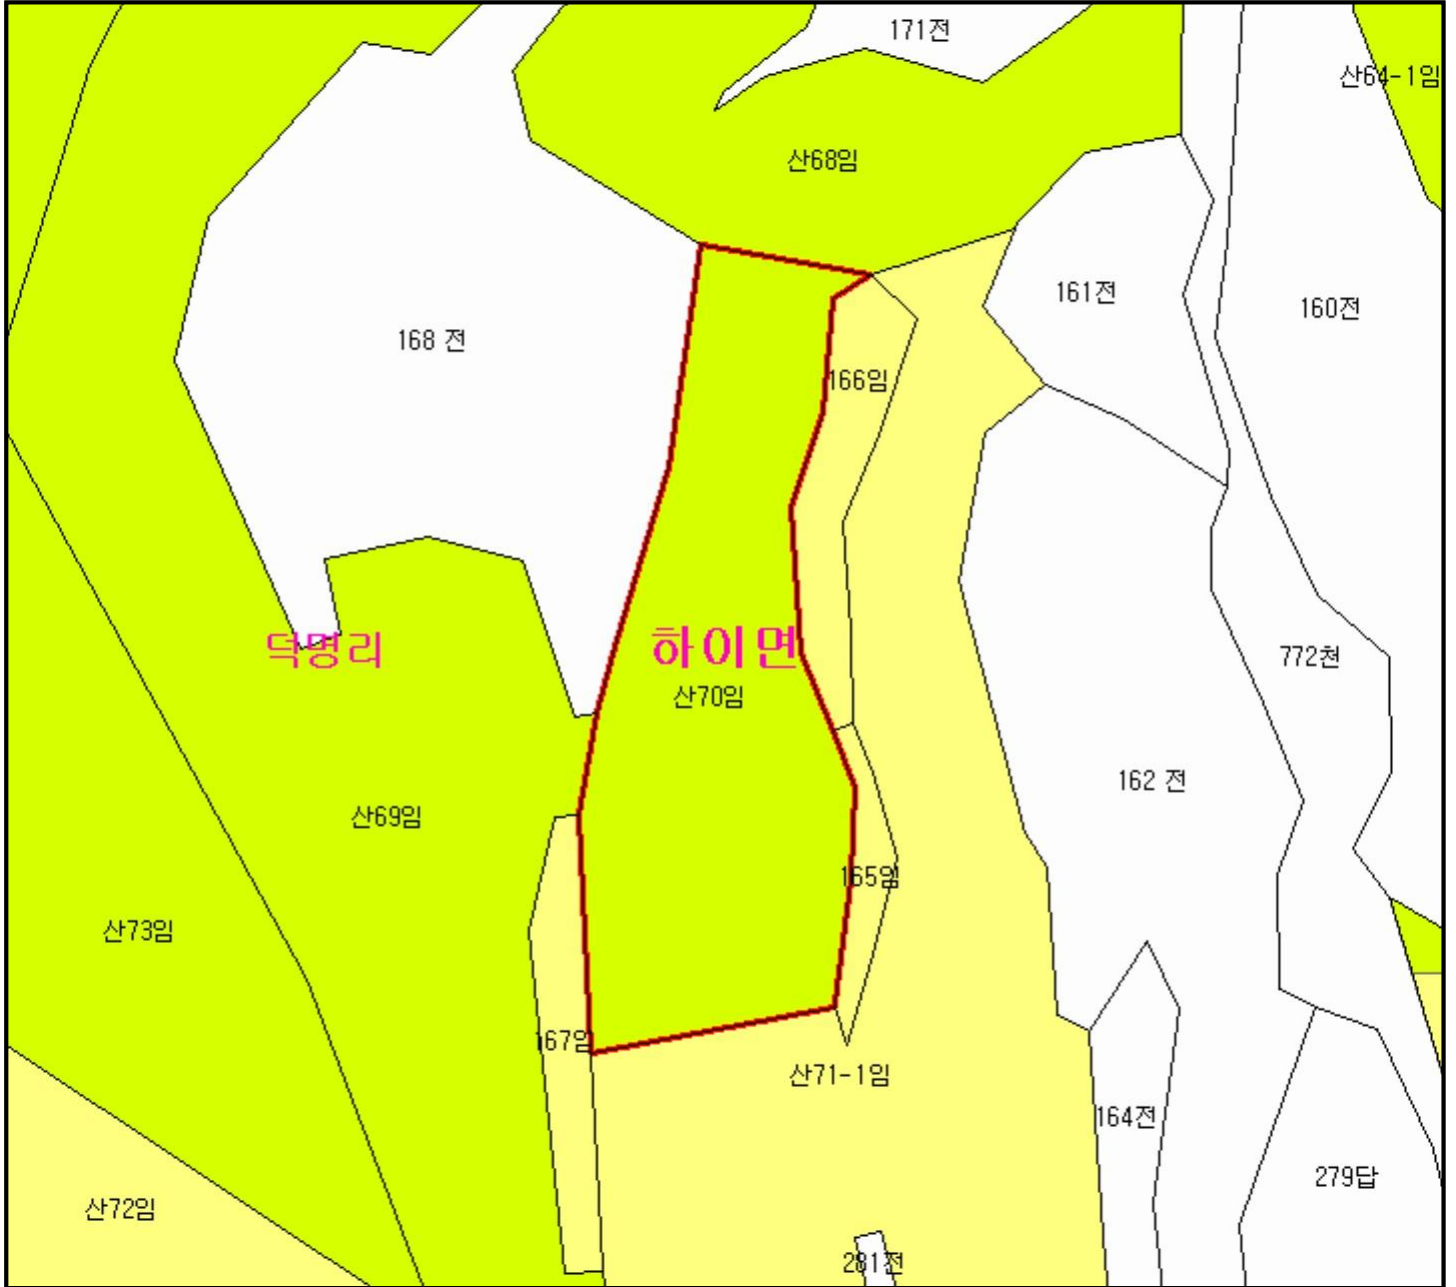 171전
산64-1임
산68임
161전
160전
168 전
166임
덕명리
하이면
772천
산70임
162 전
산69임
165임
산73임
167임
산71-1임
164전
279답
산72임
281전